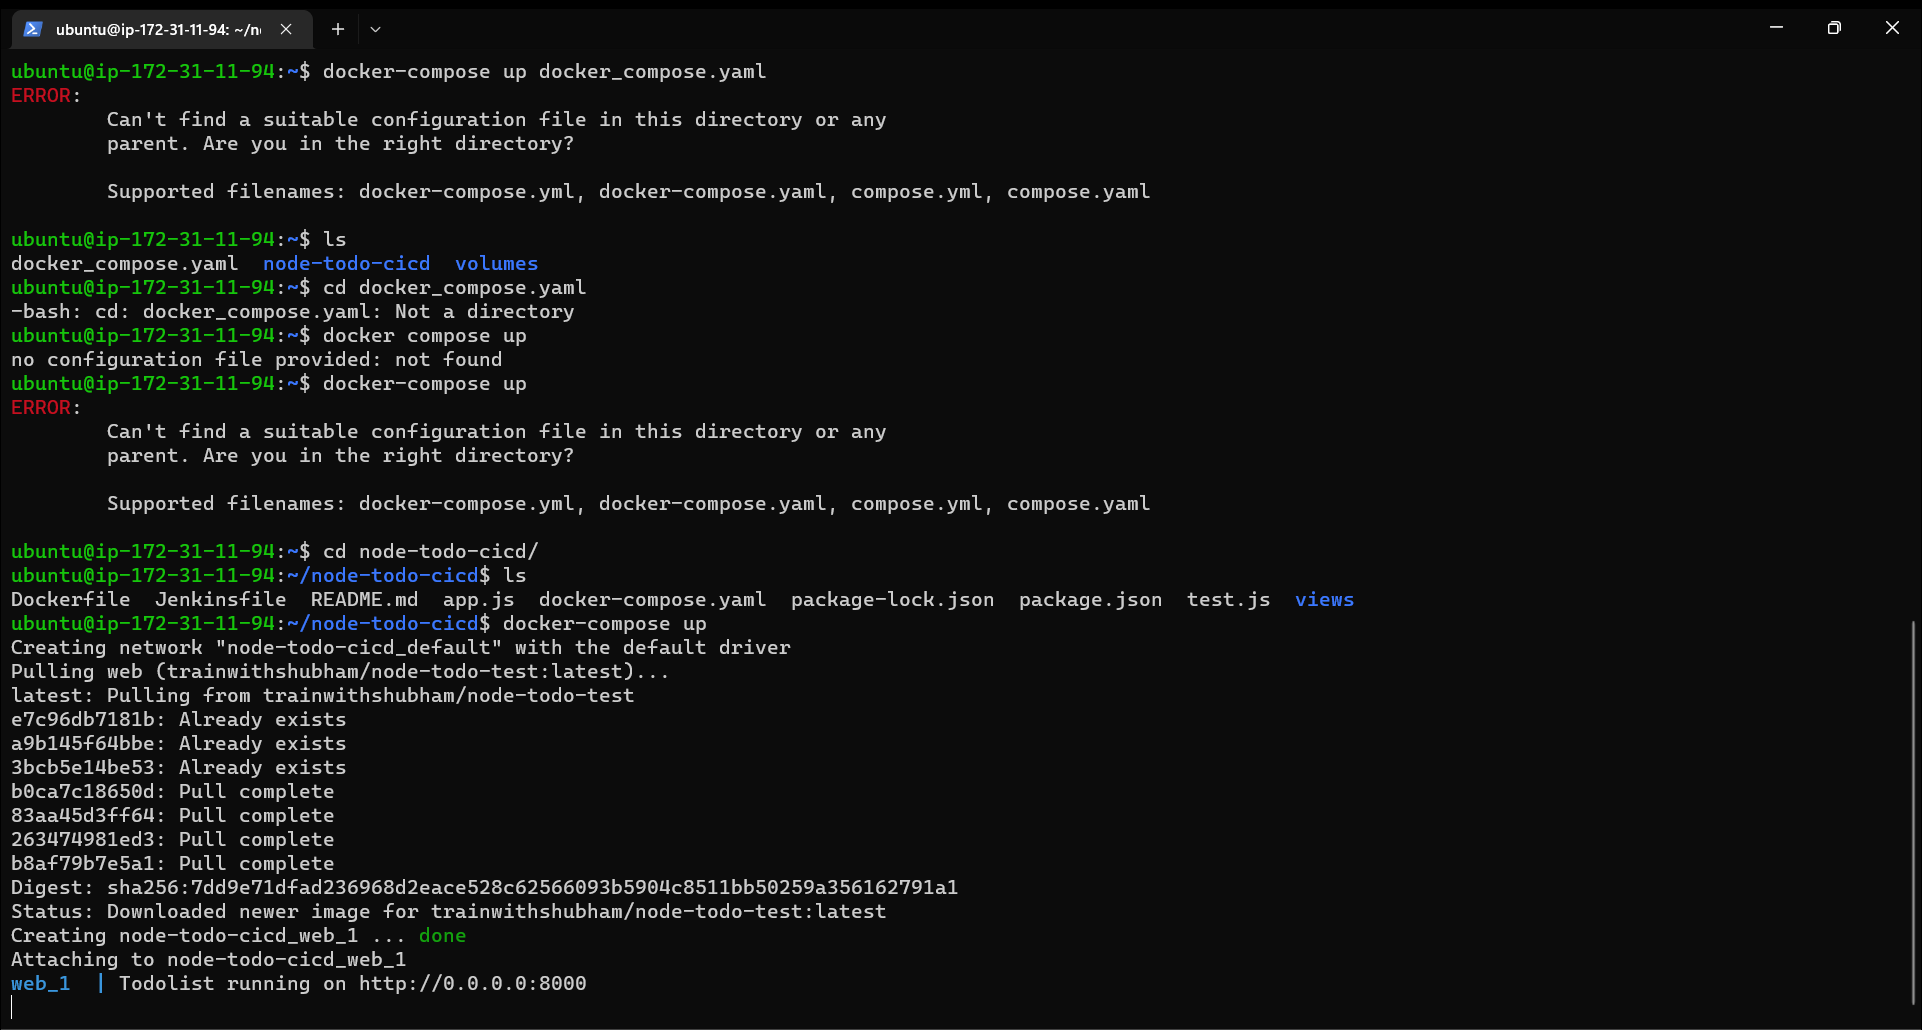 ubuntu@ip-172-31-11-94: ~/n
ubuntu@ip-172-31-11-94:~$ docker-compose up docker_compose.yaml
ERROR:
        Can't find a suitable configuration file in this directory or any
        parent. Are you in the right directory?
        Supported filenames: docker-compose.yml, docker-compose.yaml, compose.yml, compose.yaml
ubuntu@ip-172-31-11-94:~$ ls
docker_compose.yaml  node-todo-cicd  volumes
ubuntu@ip-172-31-11-94:~$ cd docker_compose.yaml
-bash: cd: docker_compose.yaml: Not a directory
ubuntu@ip-172-31-11-94:~$ docker compose up
no configuration file provided: not found
ubuntu@ip-172-31-11-94:~$ docker-compose up
ERROR:
        Can't find a suitable configuration file in this directory or any
        parent. Are you in the right directory?
        Supported filenames: docker-compose.yml, docker-compose.yaml, compose.yml, compose.yaml
ubuntu@ip-172-31-11-94:~$ cd node-todo-cicd/
ubuntu@ip-172-31-11-94:~/node-todo-cicd$ ls
Dockerfile  Jenkinsfile  README.md  app.js  docker-compose.yaml  package-lock.json  package.json  test.js  views
ubuntu@ip-172-31-11-94:~/node-todo-cicd$ docker-compose up
Creating network "node-todo-cicd_default" with the default driver
Pulling web (trainwithshubham/node-todo-test:latest)...
latest: Pulling from trainwithshubham/node-todo-test
e7c96db7181b: Already exists
a9b145f64bbe: Already exists
3bcb5e14be53: Already exists
b0ca7c18650d: Pull complete
83aa45d3ff64: Pull complete
263474981ed3: Pull complete
b8af79b7e5a1: Pull complete
Digest: sha256:7dd9e71dfad236968d2eace528c62566093b5904c8511bb50259a356162791a1
Status: Downloaded newer image for trainwithshubham/node-todo-test:latest
Creating node-todo-cicd_web_1 ... done
Attaching to node-todo-cicd_web_1
web_1  | Todolist running on http://0.0.0.0:8000